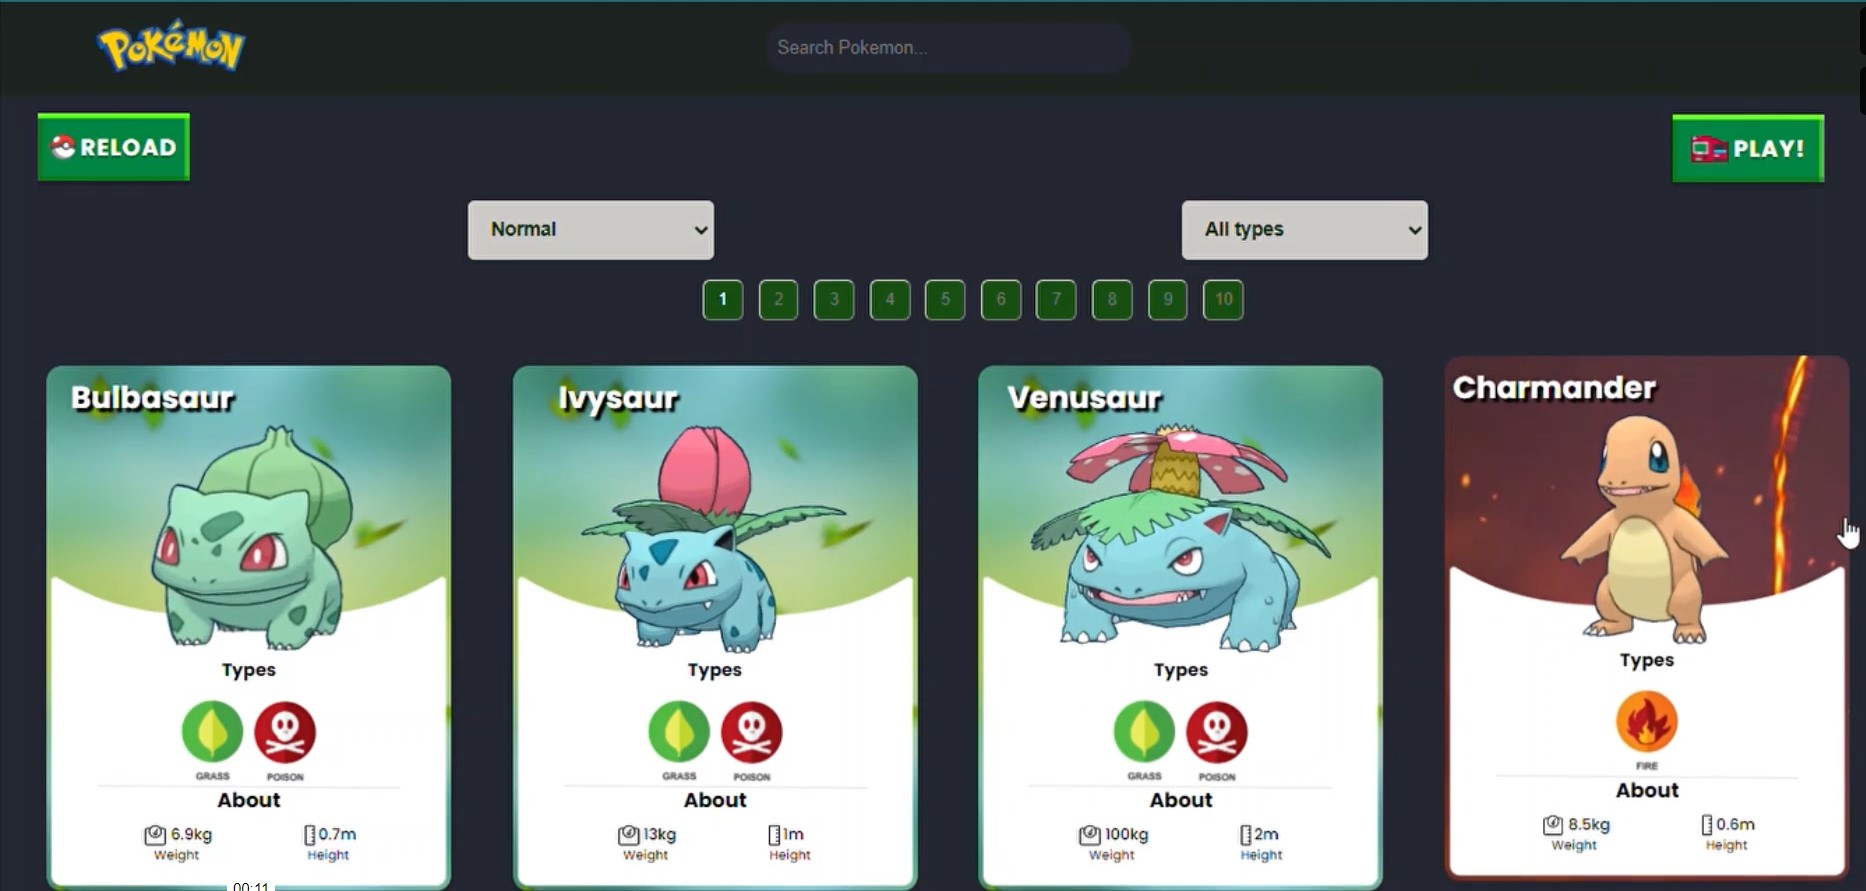 POKéMON
Search Pokemon...
RELOAD
PLAY!
Normal
All types
1 2 3 4 5 6 7 8 9 10
Bulbasaur
Types
GRASS POISON
About
6.9kg 0.7m
Weight Height
Ivysaur
Types
GRASS POISON
About
13kg 1m
Weight Height
Venusaur
Types
GRASS POISON
About
100kg 2m
Weight Height
Charmander
Types
FIRE
About
8.5kg 0.6m
Weight Height
00:11